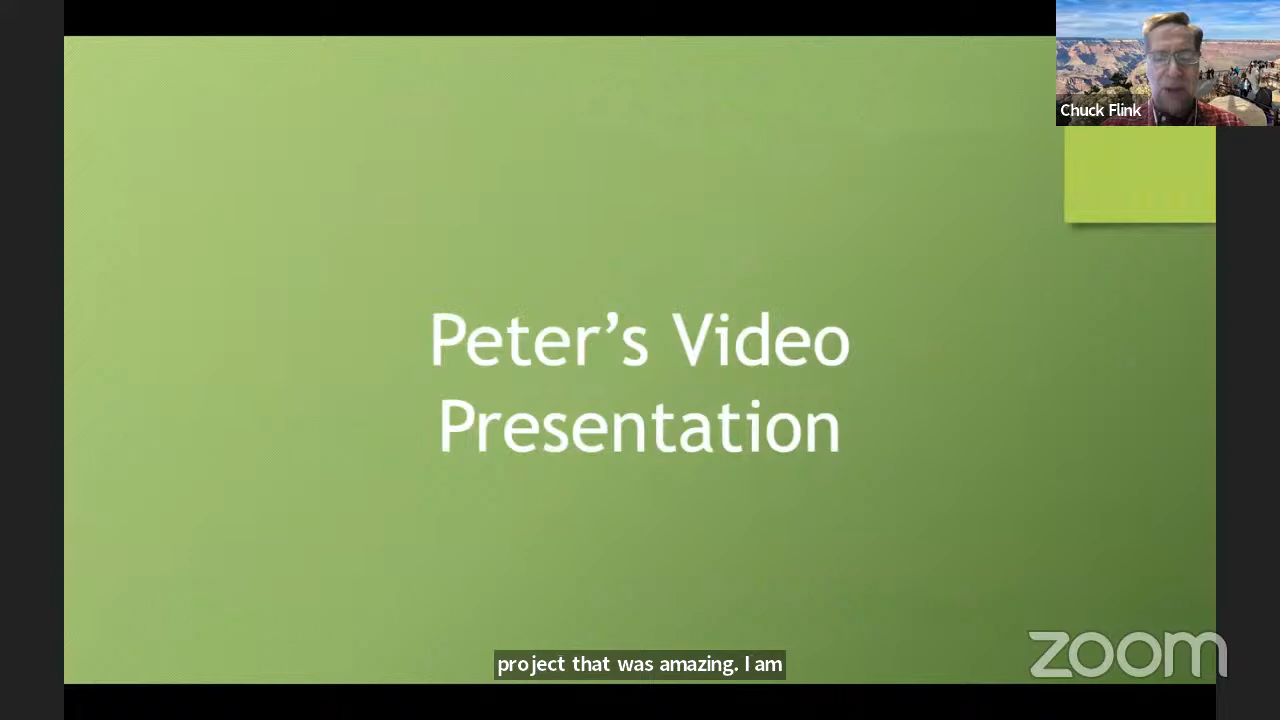 Chuck Flink
Peter’s Video
Presentation
project that was amazing. I am
zoom